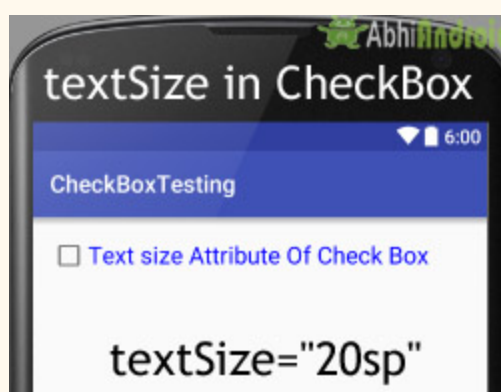 AbhiAndroid
textSize in CheckBox
6:00
CheckBoxTesting
Text size Attribute Of Check Box
textSize="20sp"